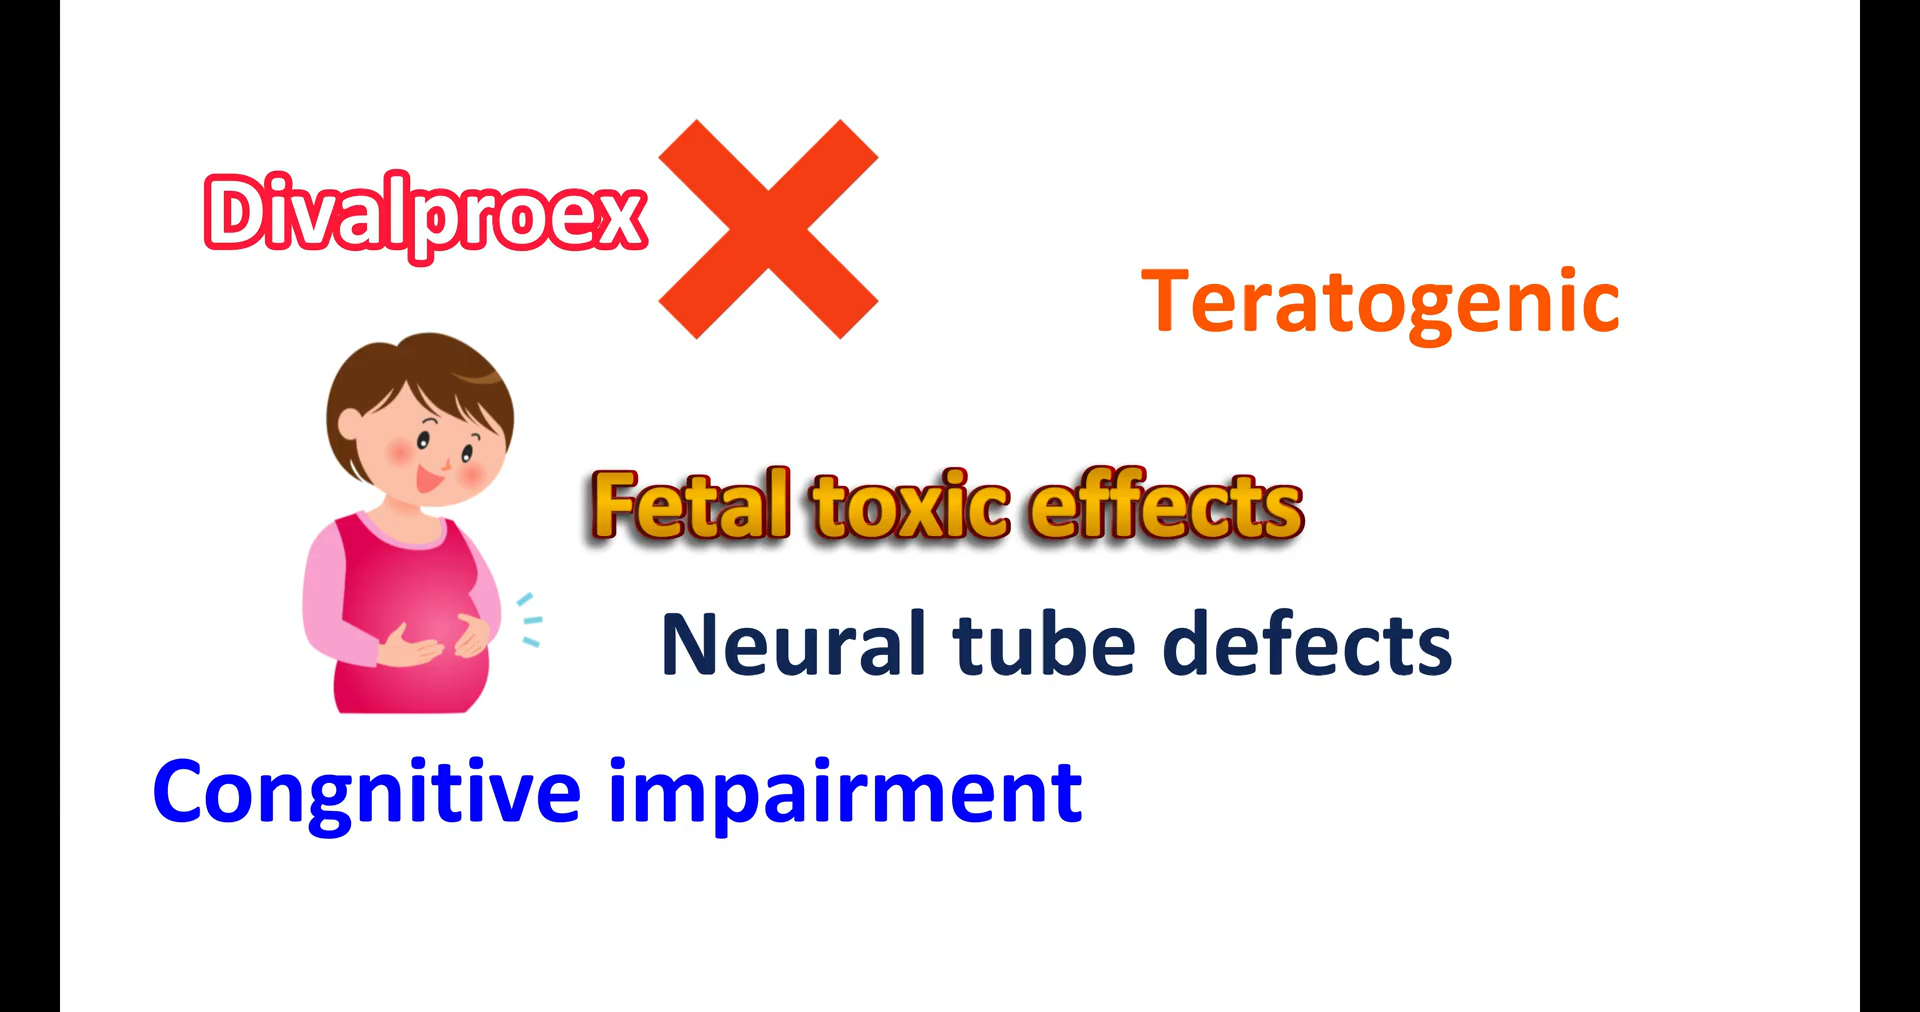 Divalproex
Teratogenic
Fetal toxic effects
Neural tube defects
Congnitive impairment